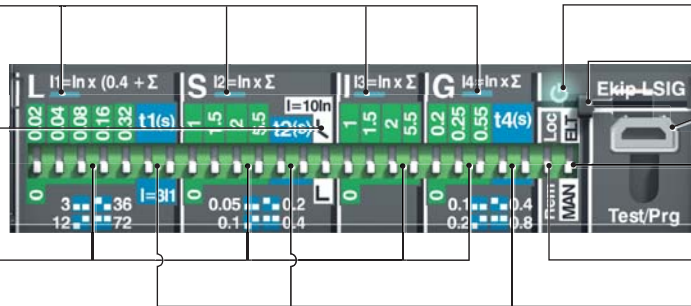 L I1=In x (0.4 + Σ
S I2=In x Σ
I I3=In x Σ
G I4=In x Σ
Ekip LSIG
0.02 0.04 0.08 0.16 0.32 t1(s)
1 1.5 2 5.5 t2(s)
I=10In
1 1.5 2 5.5
0.2 0.25 0.55 t4(s)
Loc ELT
0 I=3I1
0 L
0
0
Rem MAN
3 36
12 72
0.05 0.2
0.1 0.4
0.1 0.4
0.2 0.8
Test/Prg